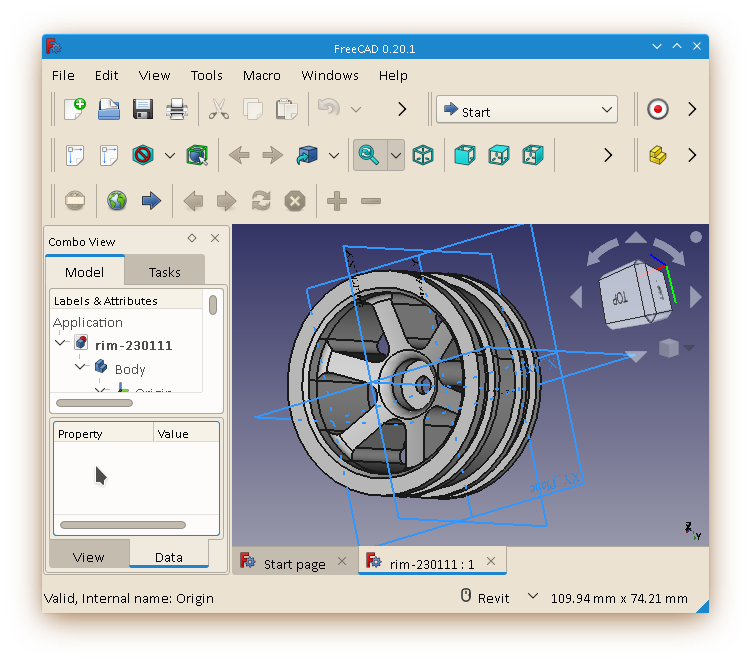 FreeCAD 0.20.1
File Edit View Tools Macro Windows Help
Start
Combo View
Model Tasks
Labels & Attributes
Application
rim-230111
Body
Origin
Property Value
View Data
TOP
Z
Y
Start page rim-230111 : 1
Valid, Internal name: Origin Revit 109.94 mm x 74.21 mm